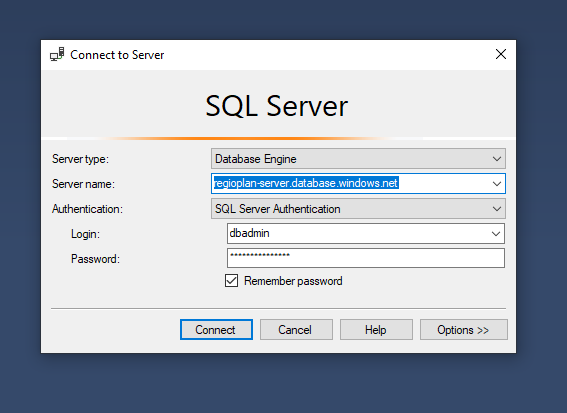 Connect to Server
SQL Server
Server type: Database Engine
Server name: regioplan-server.database.windows.net
Authentication: SQL Server Authentication
Login: dbadmin
Password: ***************
Remember password
Connect Cancel Help Options >>